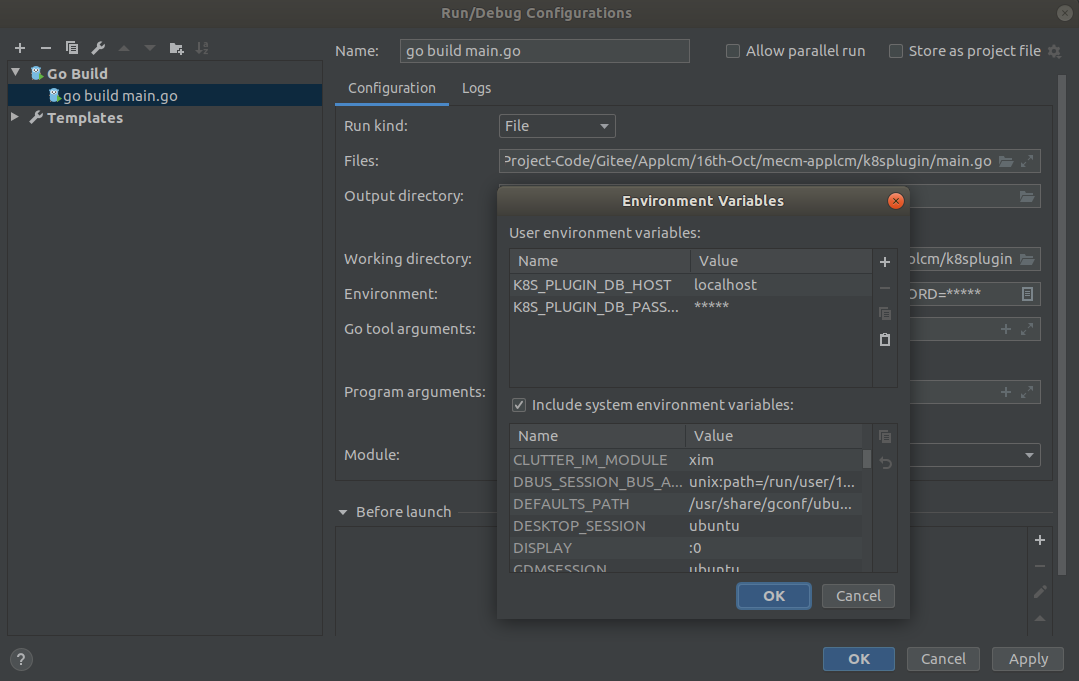 Run/Debug Configurations
Name: go build main.go Allow parallel run Store as project file
Go Build
go build main.go
Templates
Configuration Logs
Run kind: File
Files: Project-Code/Gitee/Applcm/16th-Oct/mecm-applcm/k8splugin/main.go
Output directory:
Environment Variables
User environment variables:
Name Value
K8S_PLUGIN_DB_HOST localhost
K8S_PLUGIN_DB_PASS... *****
Working directory: plcm/k8splugin
Environment: ORD=*****
Go tool arguments:
Program arguments:
Include system environment variables:
Name Value
CLUTTER_IM_MODULE xim
DBUS_SESSION_BUS_A... unix:path=/run/user/1...
DEFAULTS_PATH /usr/share/gconf/ubu...
DESKTOP_SESSION ubuntu
DISPLAY :0
GDMSESSION ubuntu
Module:
Before launch
OK Cancel
?
OK Cancel Apply